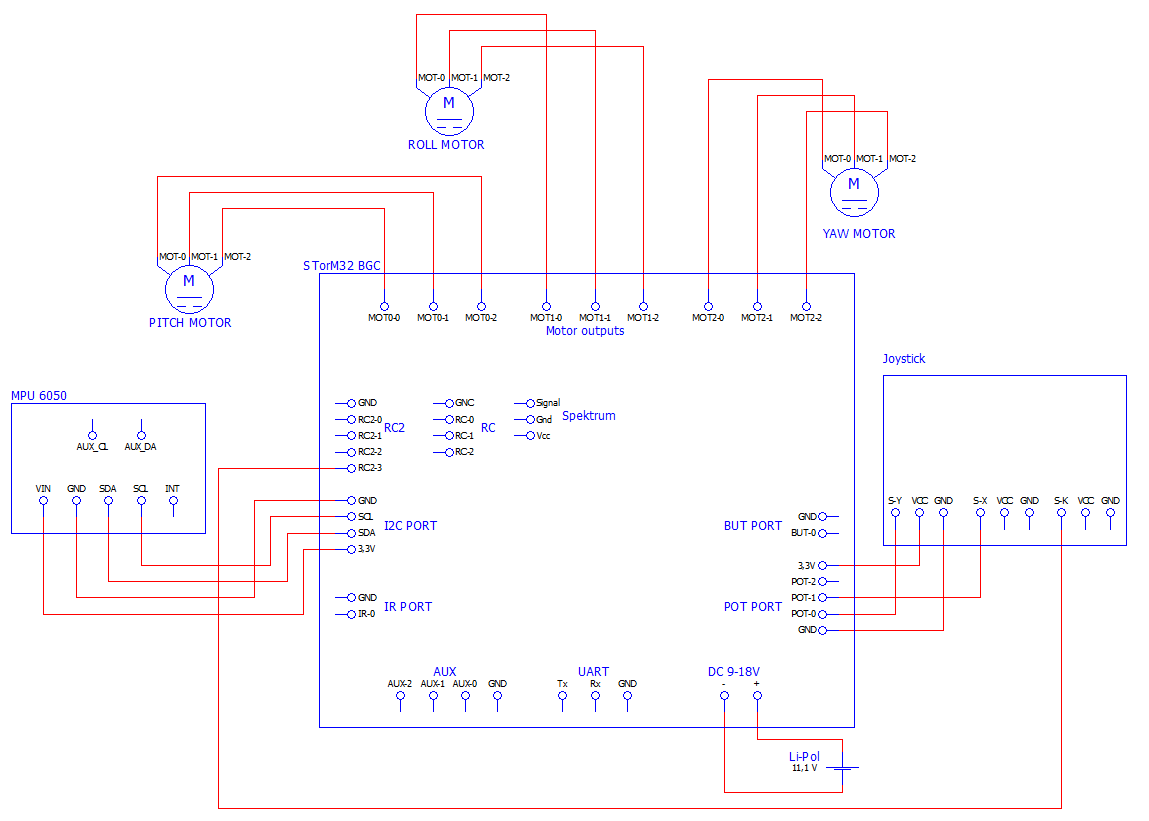 MOT-0 MOT-1 MOT-2
M
ROLL MOTOR
MOT-0 MOT-1 MOT-2
M
YAW MOTOR
MOT-0 MOT-1 MOT-2
M
PITCH MOTOR
STorM32 BGC
MOT0-0 MOT0-1 MOT0-2 MOT1-0 MOT1-1 MOT1-2 MOT2-0 MOT2-1 MOT2-2
Motor outputs
MPU 6050
AUX_CL AUX_DA
VIN GND SDA SCL INT
GND
RC2-0
RC2-1
RC2-2
RC2-3
RC2
GNC
RC-0
RC-1
RC-2
RC
Signal
Gnd
Vcc
Spektrum
GND
SCL
SDA
3,3V
I2C PORT
GND
IR-0
IR PORT
BUT PORT
GND
BUT-0
POT PORT
3,3V
POT-2
POT-1
POT-0
GND
Joystick
S-Y VCC GND S-X VCC GND S-K VCC GND
AUX
AUX-2 AUX-1 AUX-0 GND
UART
Tx Rx GND
DC 9-18V
- +
Li-Pol
11,1 V